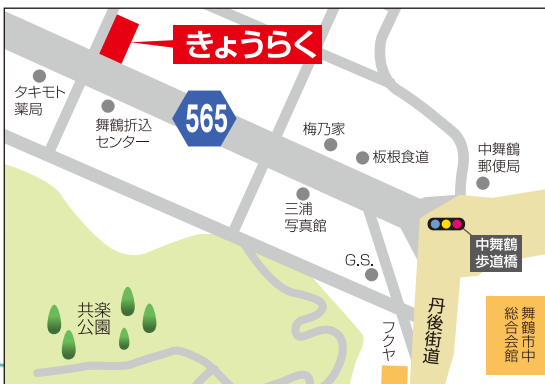 きょうらく
タキモト
薬局
舞鶴折込
センター
565
梅乃家
板根食道
中舞鶴
郵便局
三浦
写真館
中舞鶴
歩道橋
G.S.
共楽
公園
丹後街道
フクヤ
舞鶴市中
総合会館